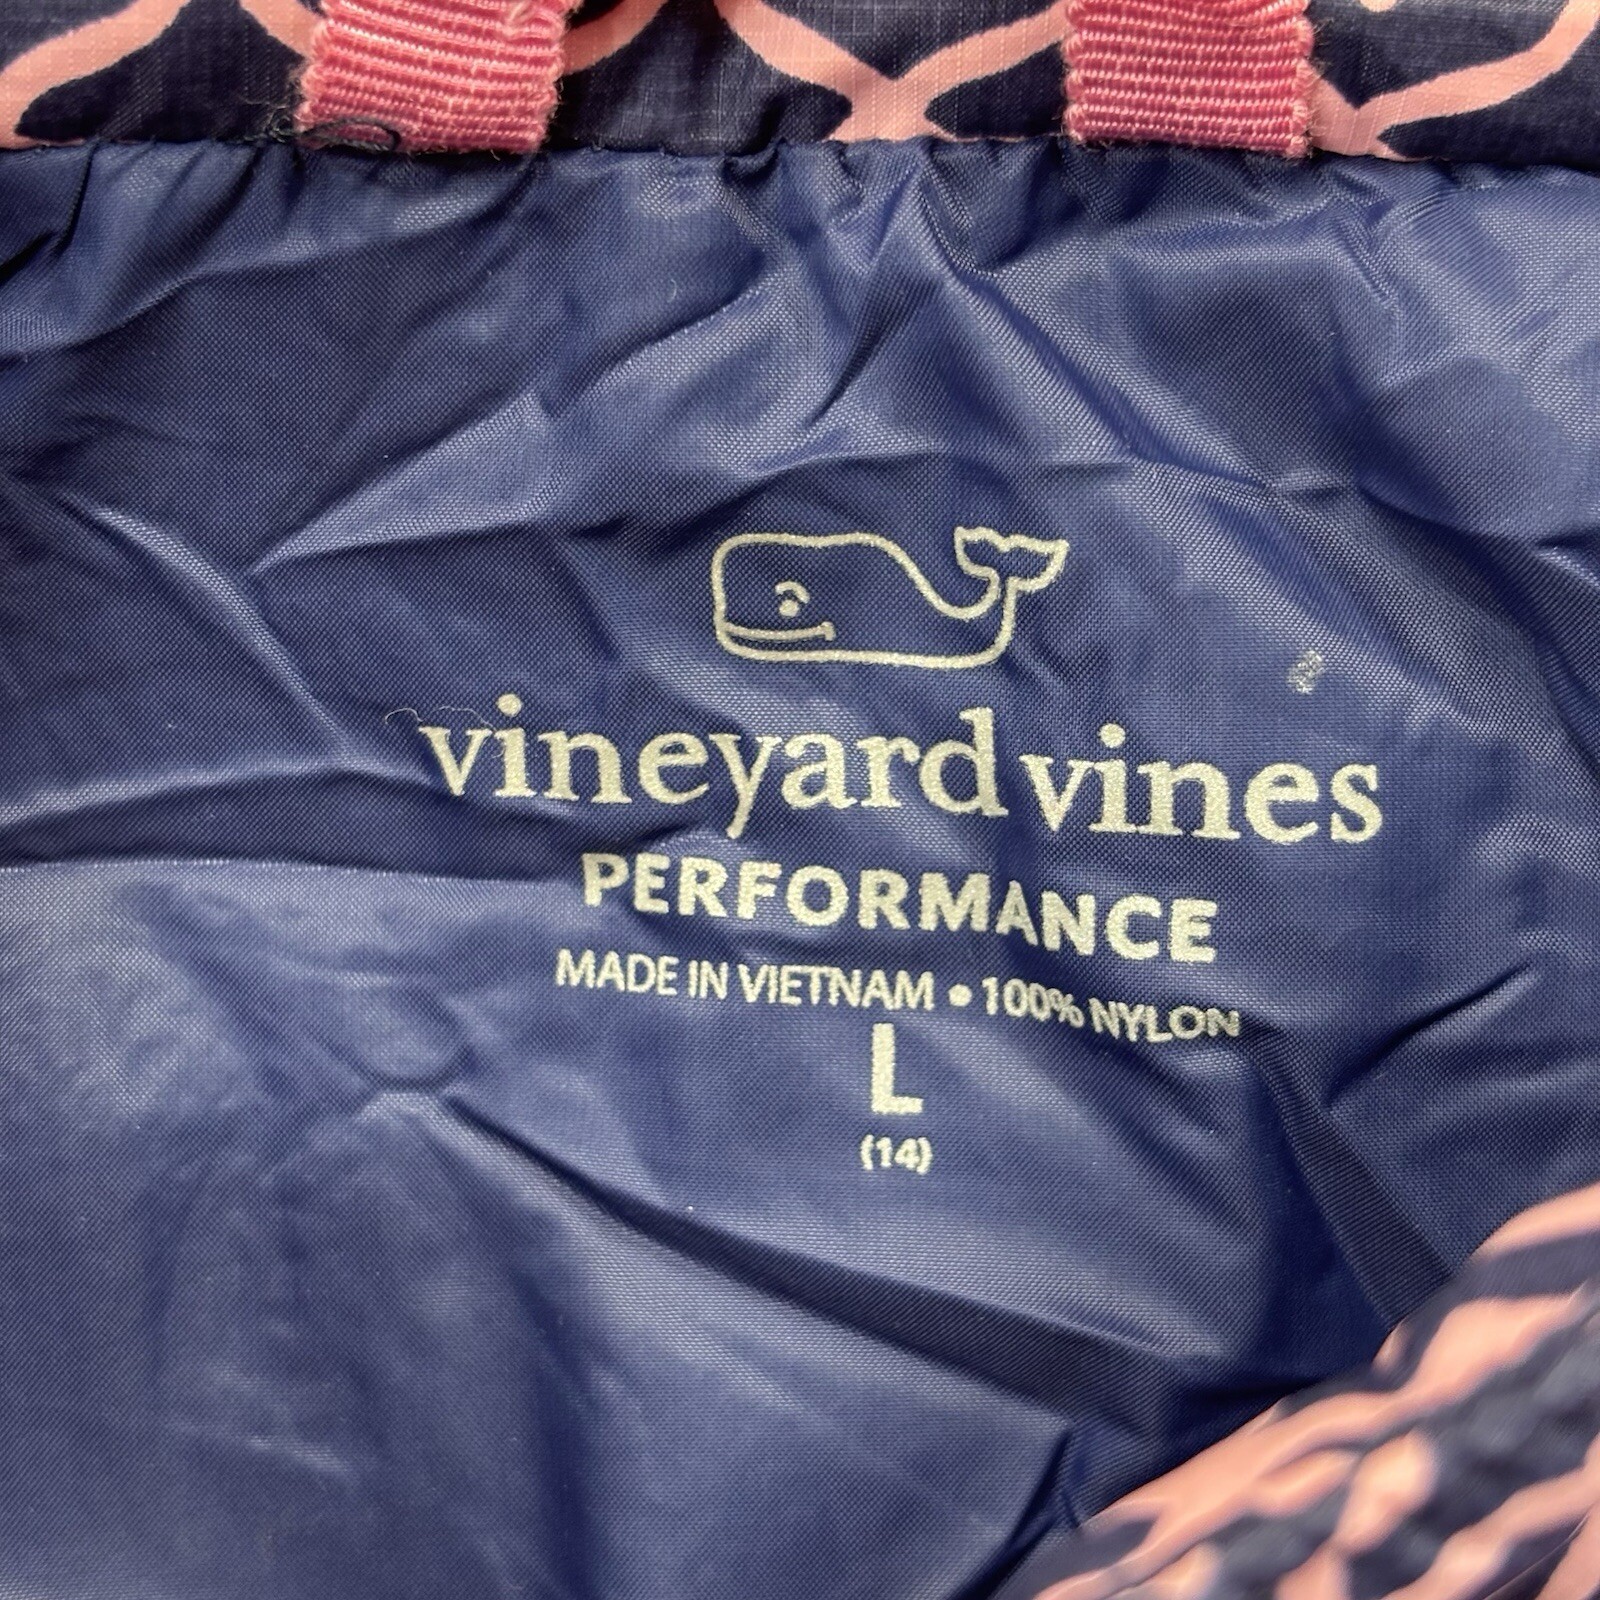 vineyard vines
PERFORMANCE
MADE IN VIETNAM • 100% NYLON
L
(14)